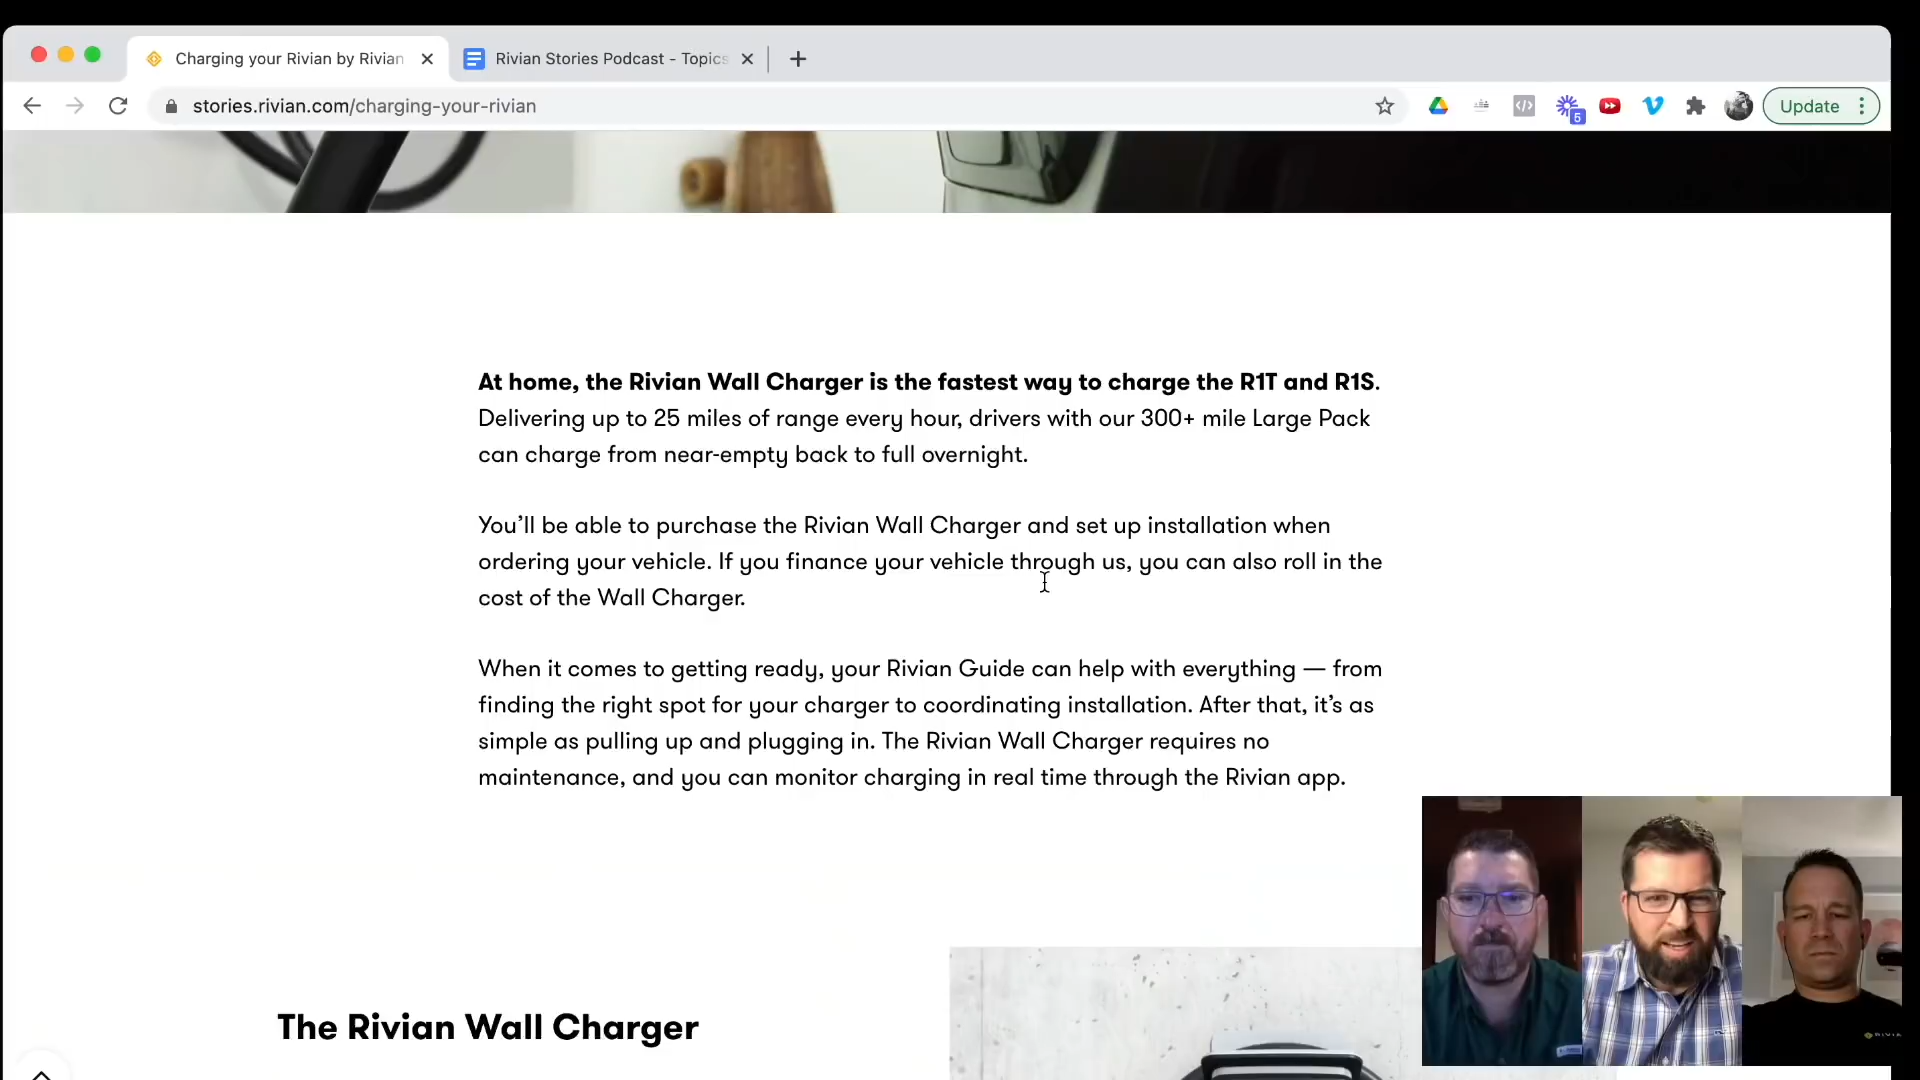 Charging your Rivian by Rivian
Rivian Stories Podcast - Topics
stories.rivian.com/charging-your-rivian
5
Update
At home, the Rivian Wall Charger is the fastest way to charge the R1T and R1S.
Delivering up to 25 miles of range every hour, drivers with our 300+ mile Large Pack
can charge from near-empty back to full overnight.
You’ll be able to purchase the Rivian Wall Charger and set up installation when
ordering your vehicle. If you finance your vehicle through us, you can also roll in the
cost of the Wall Charger.
When it comes to getting ready, your Rivian Guide can help with everything — from
finding the right spot for your charger to coordinating installation. After that, it’s as
simple as pulling up and plugging in. The Rivian Wall Charger requires no
maintenance, and you can monitor charging in real time through the Rivian app.
The Rivian Wall Charger